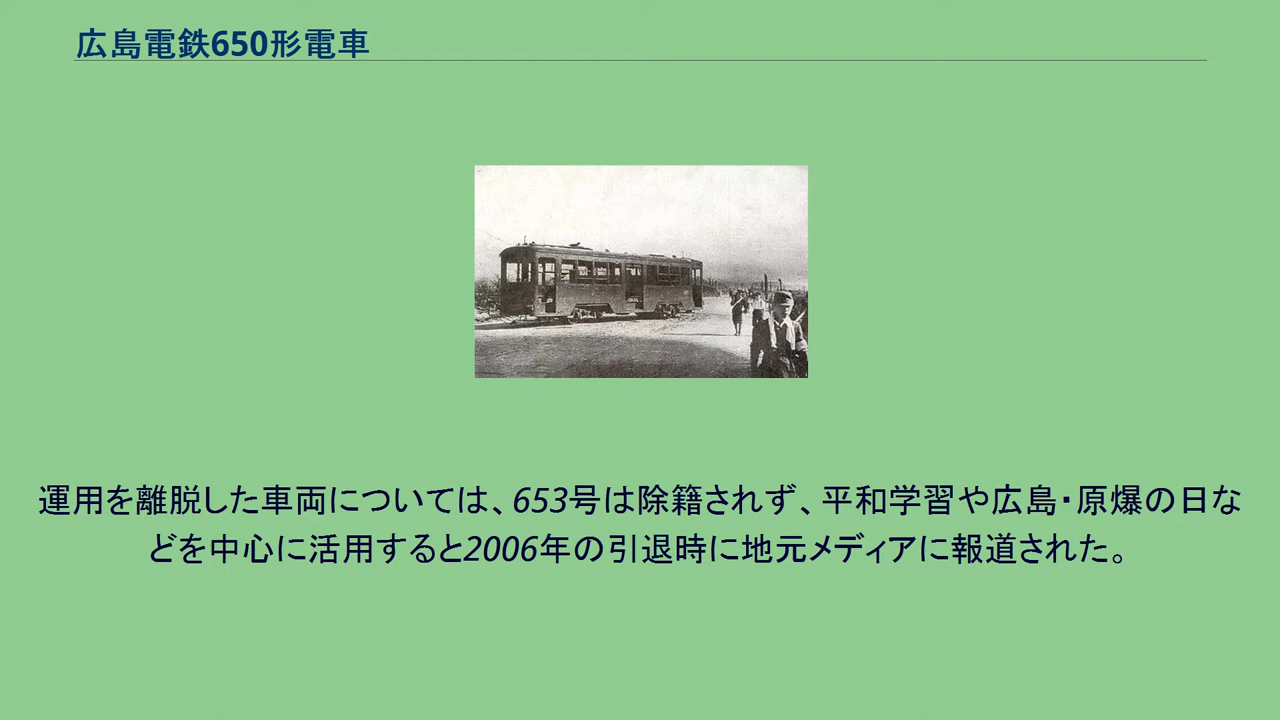 広島電鉄650形電車
運用を離脱した車両については、653号は除籍されず、平和学習や広島・原爆の日な
どを中心に活用すると2006年の引退時に地元メディアに報道された。